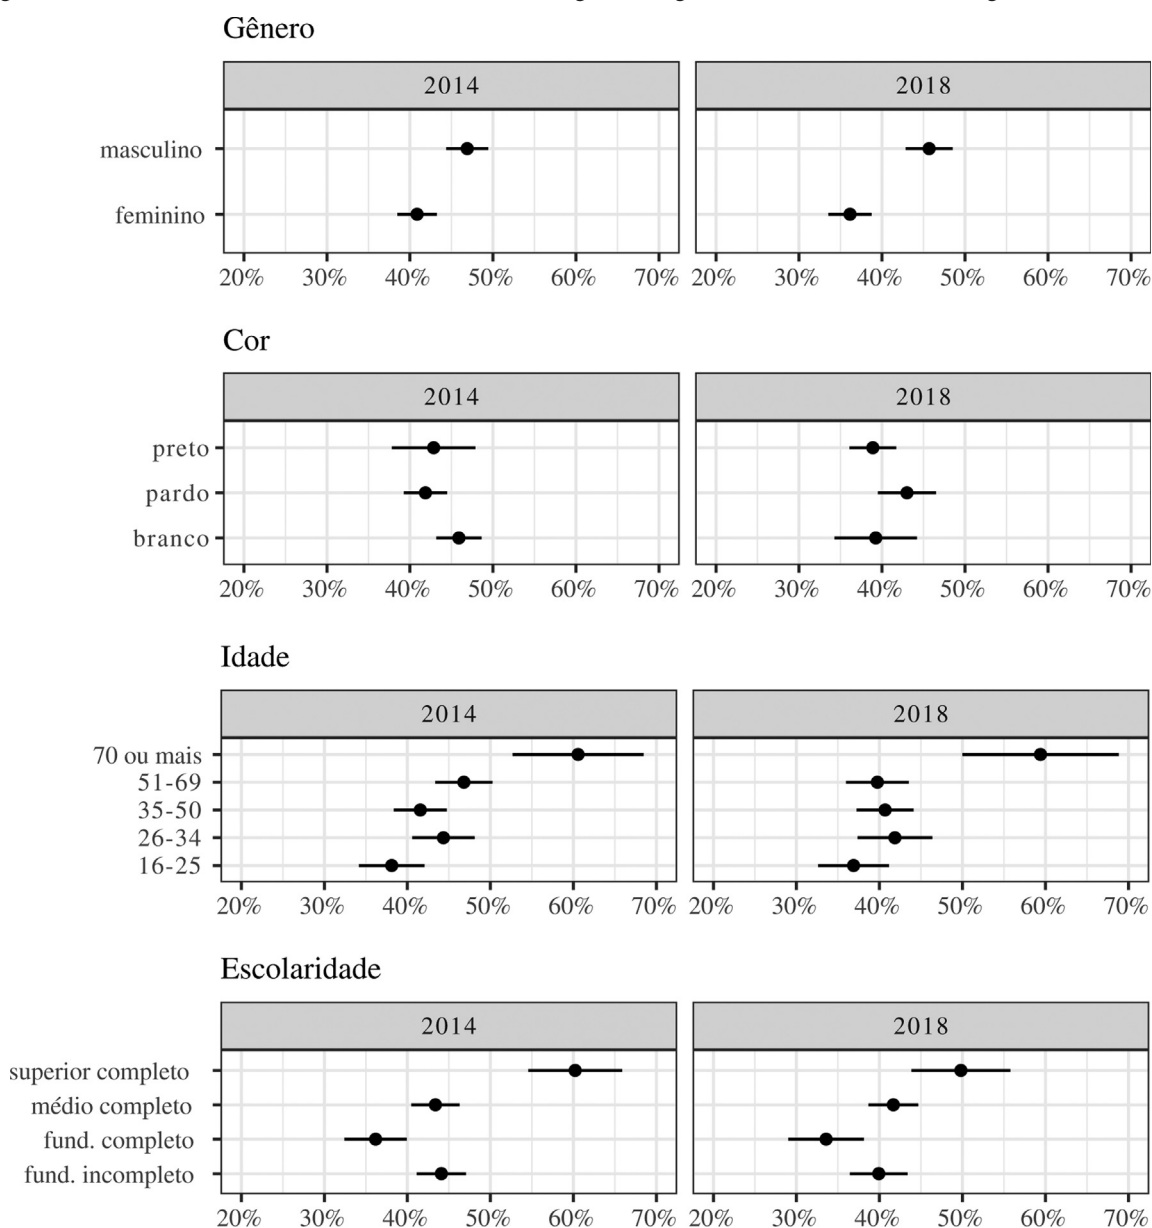 Gênero
2014 2018
masculino
feminino
20% 30% 40% 50% 60% 70% 20% 30% 40% 50% 60% 70%
Cor
2014 2018
preto
pardo
branco
20% 30% 40% 50% 60% 70% 20% 30% 40% 50% 60% 70%
Idade
2014 2018
70 ou mais
51-69
35-50
26-34
16-25
20% 30% 40% 50% 60% 70% 20% 30% 40% 50% 60% 70%
Escolaridade
2014 2018
superior completo
médio completo
fund. completo
fund. incompleto
20% 30% 40% 50% 60% 70% 20% 30% 40% 50% 60% 70%